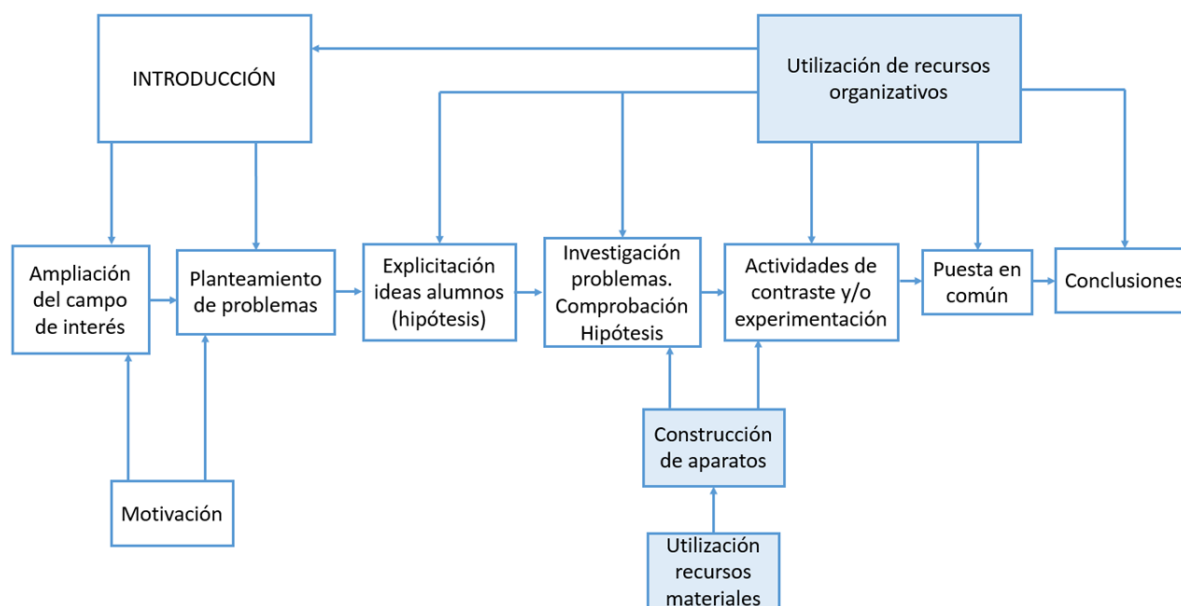 INTRODUCCIÓN
Utilización de recursos
organizativos
Ampliación
del campo
de interés
Planteamiento
de problemas
Explicitación
ideas alumnos
(hipótesis)
Investigación
problemas.
Comprobación
Hipótesis
Actividades de
contraste y/o
experimentación
Puesta en
común
Conclusiones
Construcción
de aparatos
Motivación
Utilización
recursos
materiales